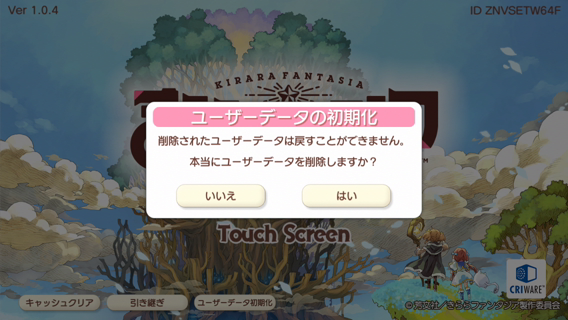 Ver 1.0.4
ID ZNVSETW64F
KIRARA FANTASIA
ユーザーデータの初期化
削除されたユーザーデータは戻すことができません。
本当にユーザーデータを削除しますか？
いいえ
はい
TM
Touch Screen
CRIWARE
キャッシュクリア
引き継ぎ
ユーザーデータ初期化
©芳文社／きららファンタジア製作委員会